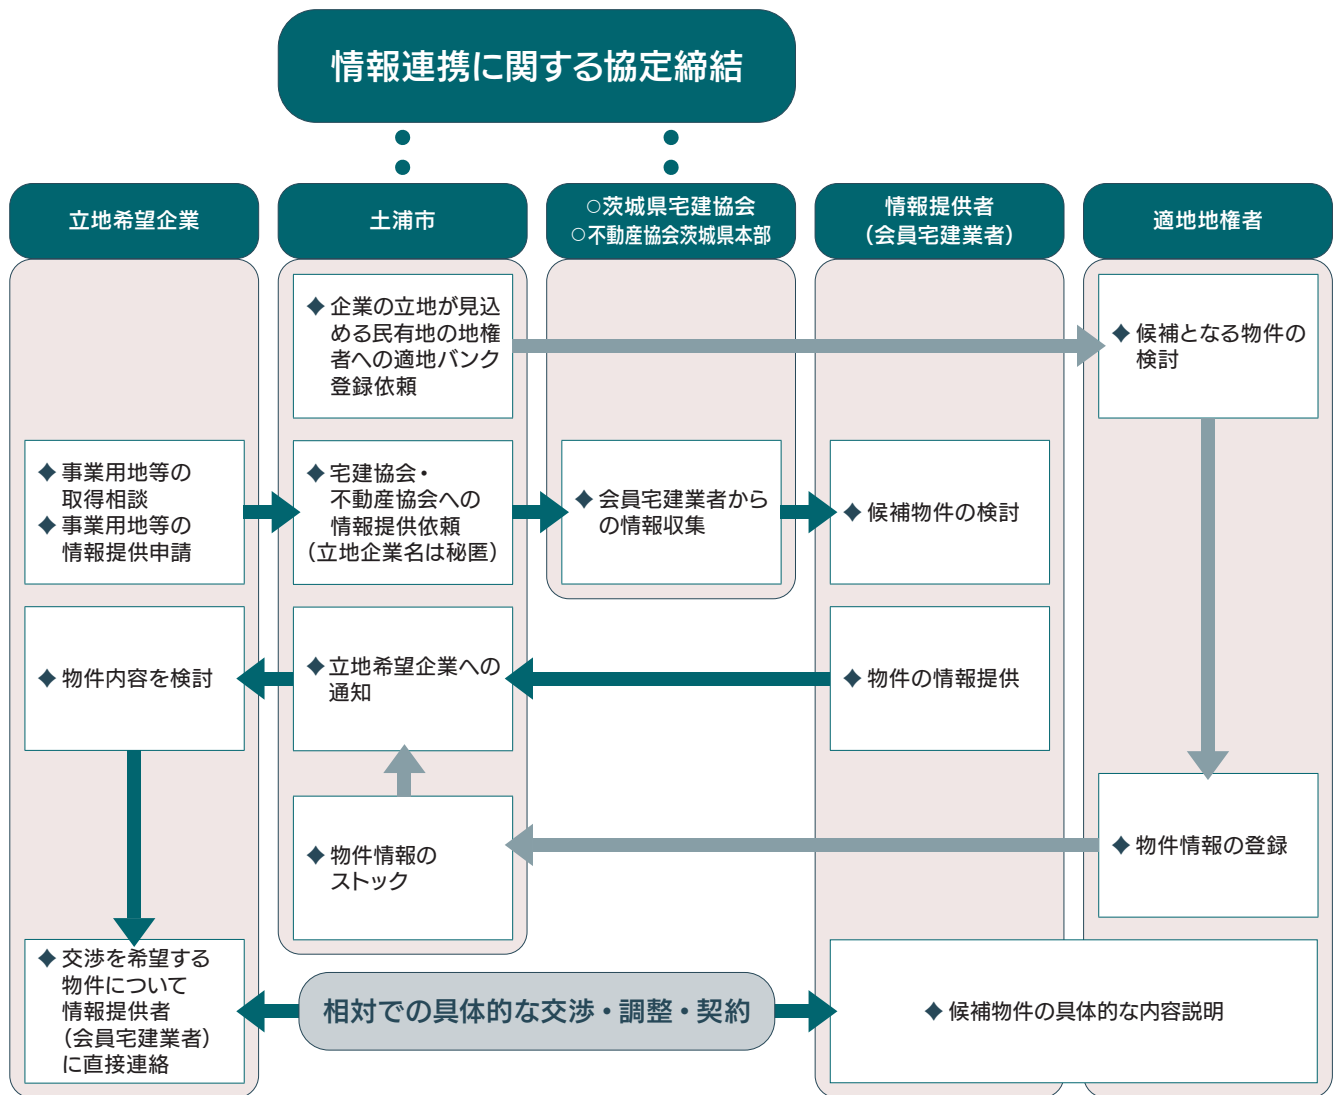 情報連携に関する協定締結
立地希望企業
土浦市
○茨城県宅建協会
○不動産協会茨城県本部
情報提供者
（会員宅建業者）
適地地権者
◆企業の立地が見込
める民有地の地権
者への適地バンク
登録依頼
◆候補となる物件の
検討
◆事業用地等の
取得相談
◆事業用地等の
情報提供申請
◆宅建協会・
不動産協会への
情報提供依頼
（立地企業名は秘匿）
◆会員宅建業者から
の情報収集
◆候補物件の検討
◆物件内容を検討
◆立地希望企業への
通知
◆物件の情報提供
◆物件情報の
ストック
◆物件情報の登録
◆交渉を希望する
物件について
情報提供者
（会員宅建業者）
に直接連絡
相対での具体的な交渉・調整・契約
◆候補物件の具体的な内容説明